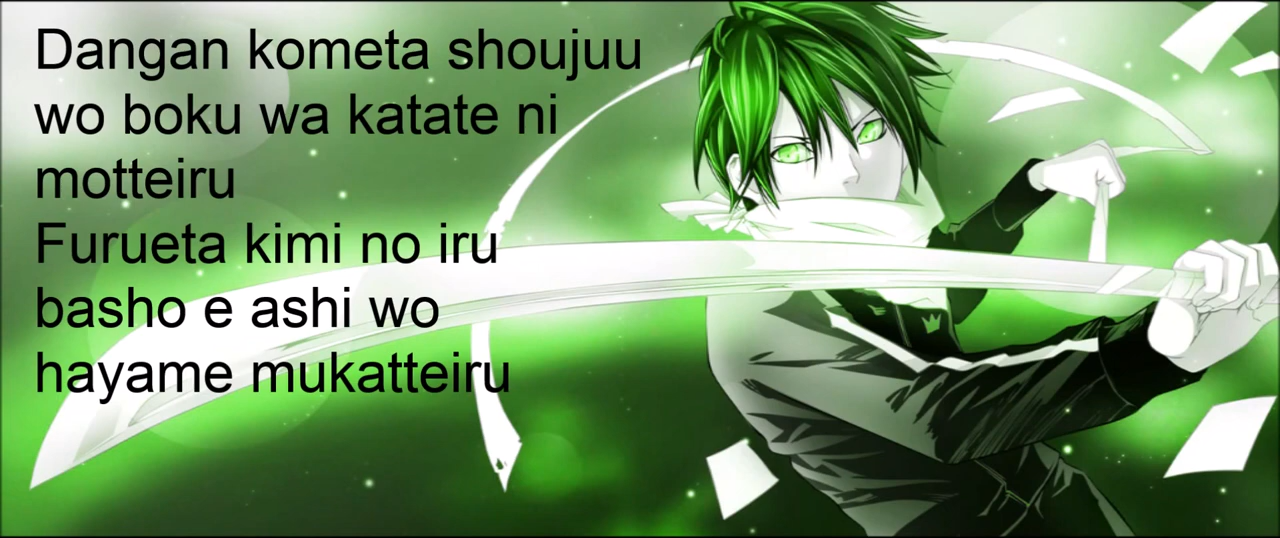 Dangan kometa shoujuu
wo boku wa katate ni
motteiru
Furueta kimi no iru
basho e ashi wo
hayame mukatteiru